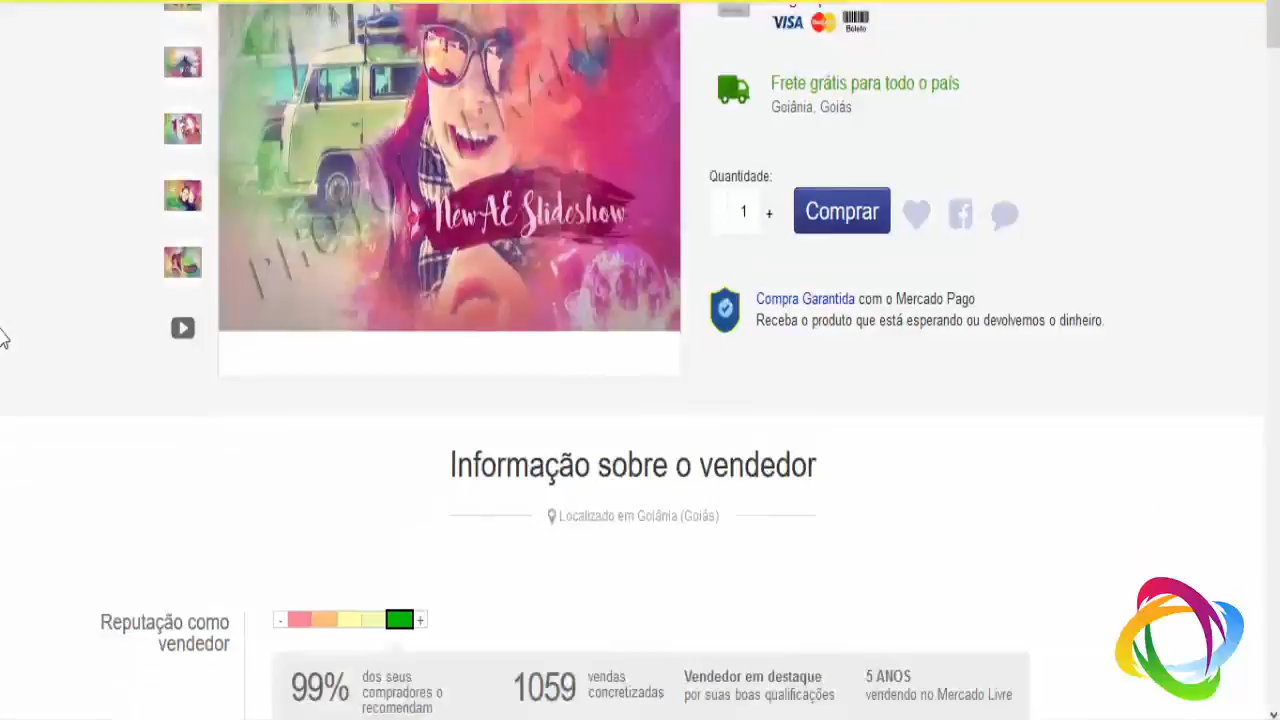 VISA MasterCard Boleto
Frete grátis para todo o país
Goiânia, Goiás
Quantidade:
1 +
Comprar
New AE Slideshow
Compra Garantida com o Mercado Pago
Receba o produto que está esperando ou devolvemos o dinheiro.
Informação sobre o vendedor
Localizado em Goiânia (Goiás)
Reputação como
vendedor
- +
99% dos seus
compradores o
recomendam
1059 vendas
concretizadas
Vendedor em destaque
por suas boas qualificações
5 ANOS
vendendo no Mercado Livre